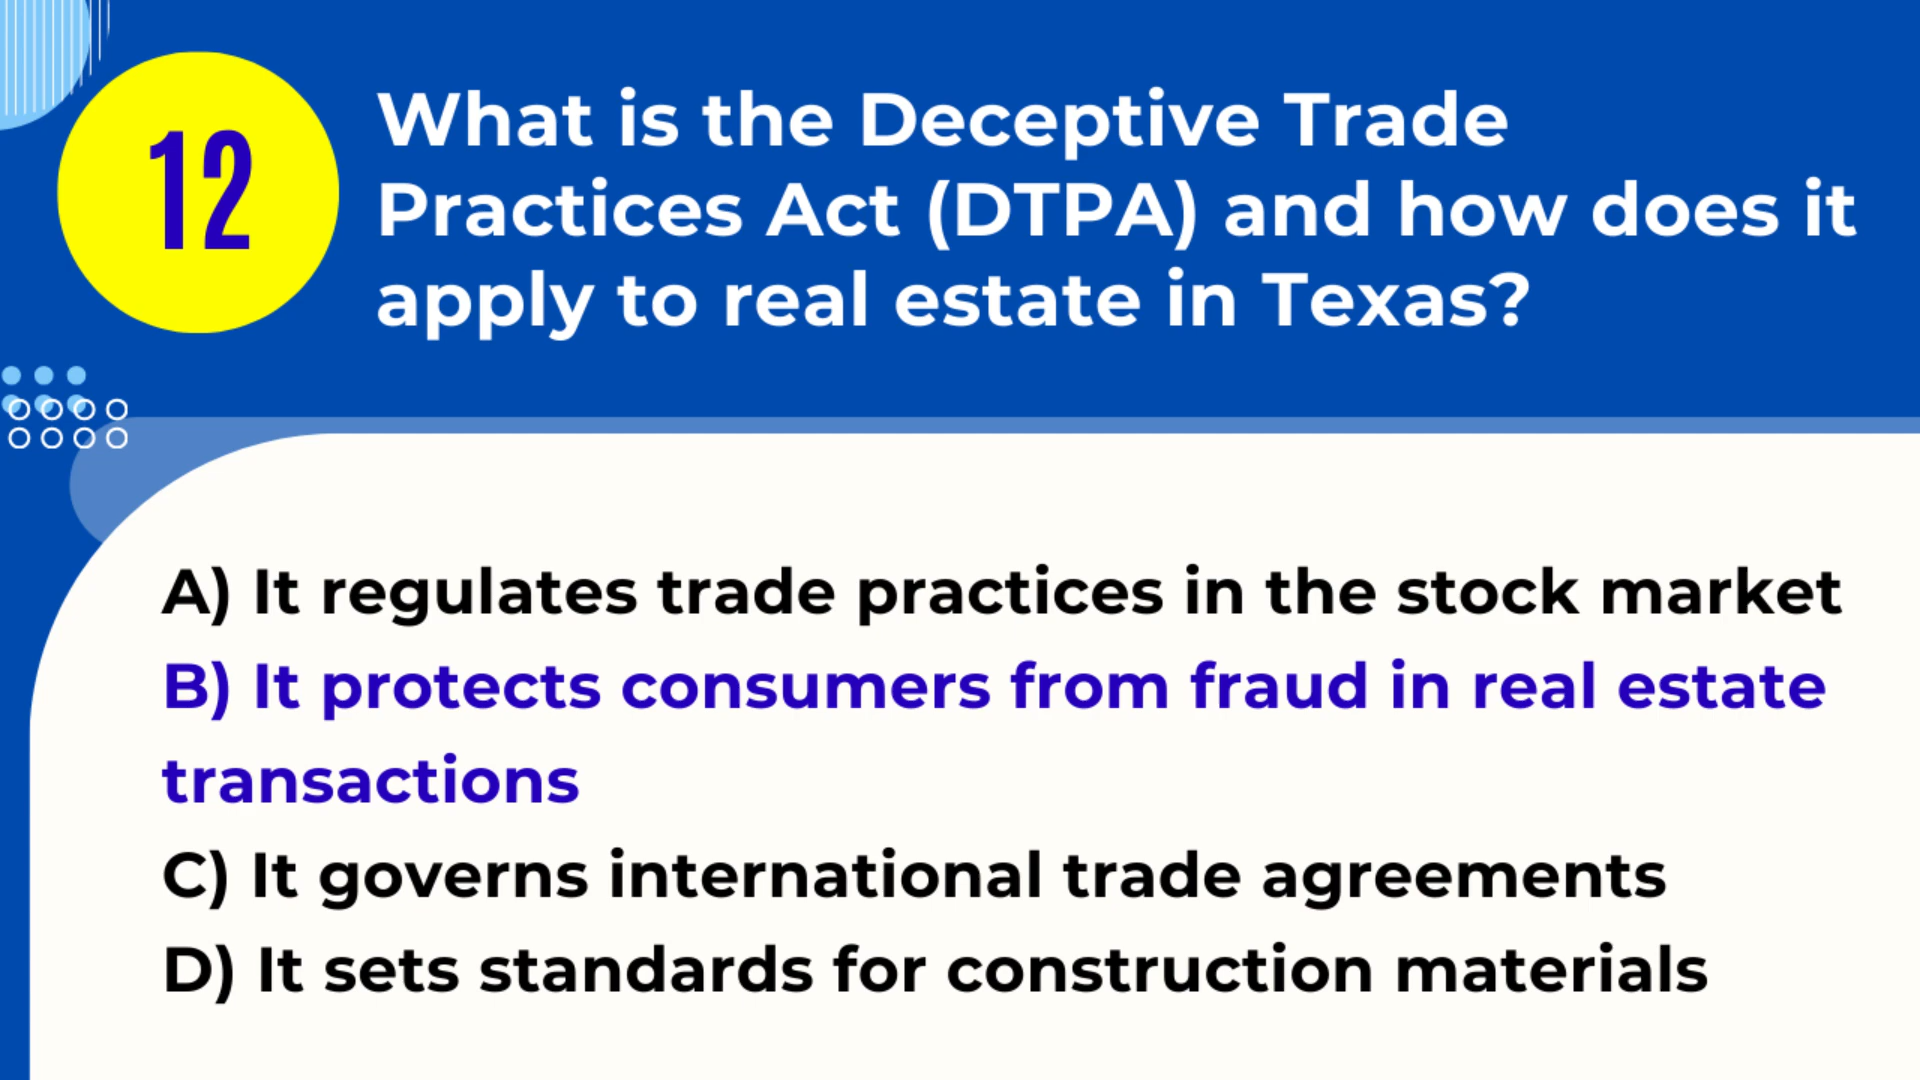 12
What is the Deceptive Trade
Practices Act (DTPA) and how does it
apply to real estate in Texas?
A) It regulates trade practices in the stock market
B) It protects consumers from fraud in real estate
transactions
C) It governs international trade agreements
D) It sets standards for construction materials